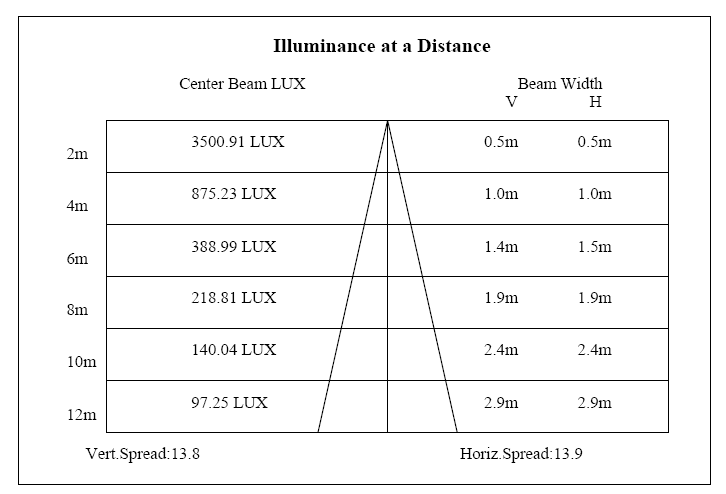 Illuminance at a Distance
Center Beam LUX Beam Width
V H
2m 3500.91 LUX 0.5m 0.5m
4m 875.23 LUX 1.0m 1.0m
6m 388.99 LUX 1.4m 1.5m
8m 218.81 LUX 1.9m 1.9m
10m 140.04 LUX 2.4m 2.4m
12m 97.25 LUX 2.9m 2.9m
Vert.Spread:13.8 Horiz.Spread:13.9